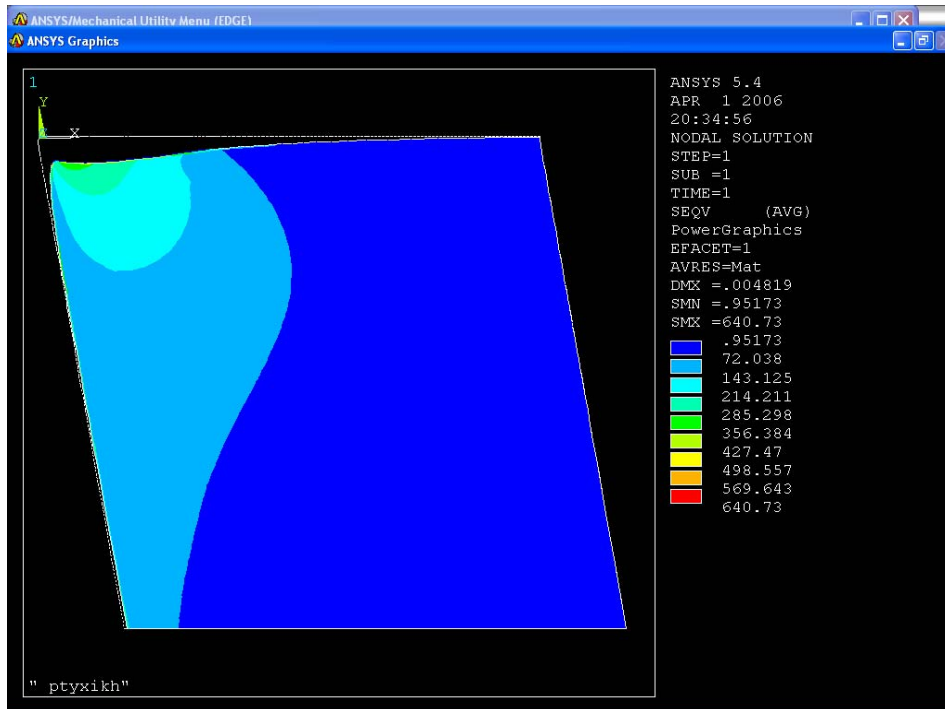 ANSYS/Mechanical Utility Menu (EDGE)
ANSYS Graphics
1
Y
X
ANSYS 5.4
APR 1 2006
20:34:56
NODAL SOLUTION
STEP=1
SUB =1
TIME=1
SEQV (AVG)
PowerGraphics
EFACET=1
AVRES=Mat
DMX =.004819
SMN =.95173
SMX =640.73
.95173
72.038
143.125
214.211
285.298
356.384
427.47
498.557
569.643
640.73
" ptyxikh"